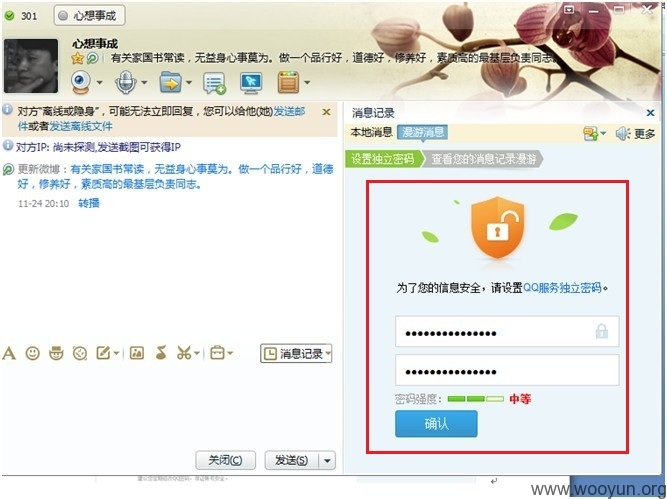 301
心想事成
心想事成
有关家国书常读，无益身心事莫为。做一个品行好，道德好，修养好，素质高的最基层负责同志。
对方"离线或隐身"，可能无法立即回复，您可以给他(她)发送邮
件或者发送离线文件
对方IP: 尚未探测,发送截图可获得IP
更新微博：有关家国书常读，无益身心事莫为。做一个品行好，道德
好，修养好，素质高的最基层负责同志。
11-24 20:10 转播
A
消息记录
关闭(C)
发送(S)
消息记录
本地消息
漫游消息
更多
设置独立密码
查看您的消息记录漫游
为了您的信息安全，请设置QQ服务独立密码。
●●●●●●●●●●●●●●●
●●●●●●●●●●●●●●●
密码强度：
中等
确认
www.wooyun.org